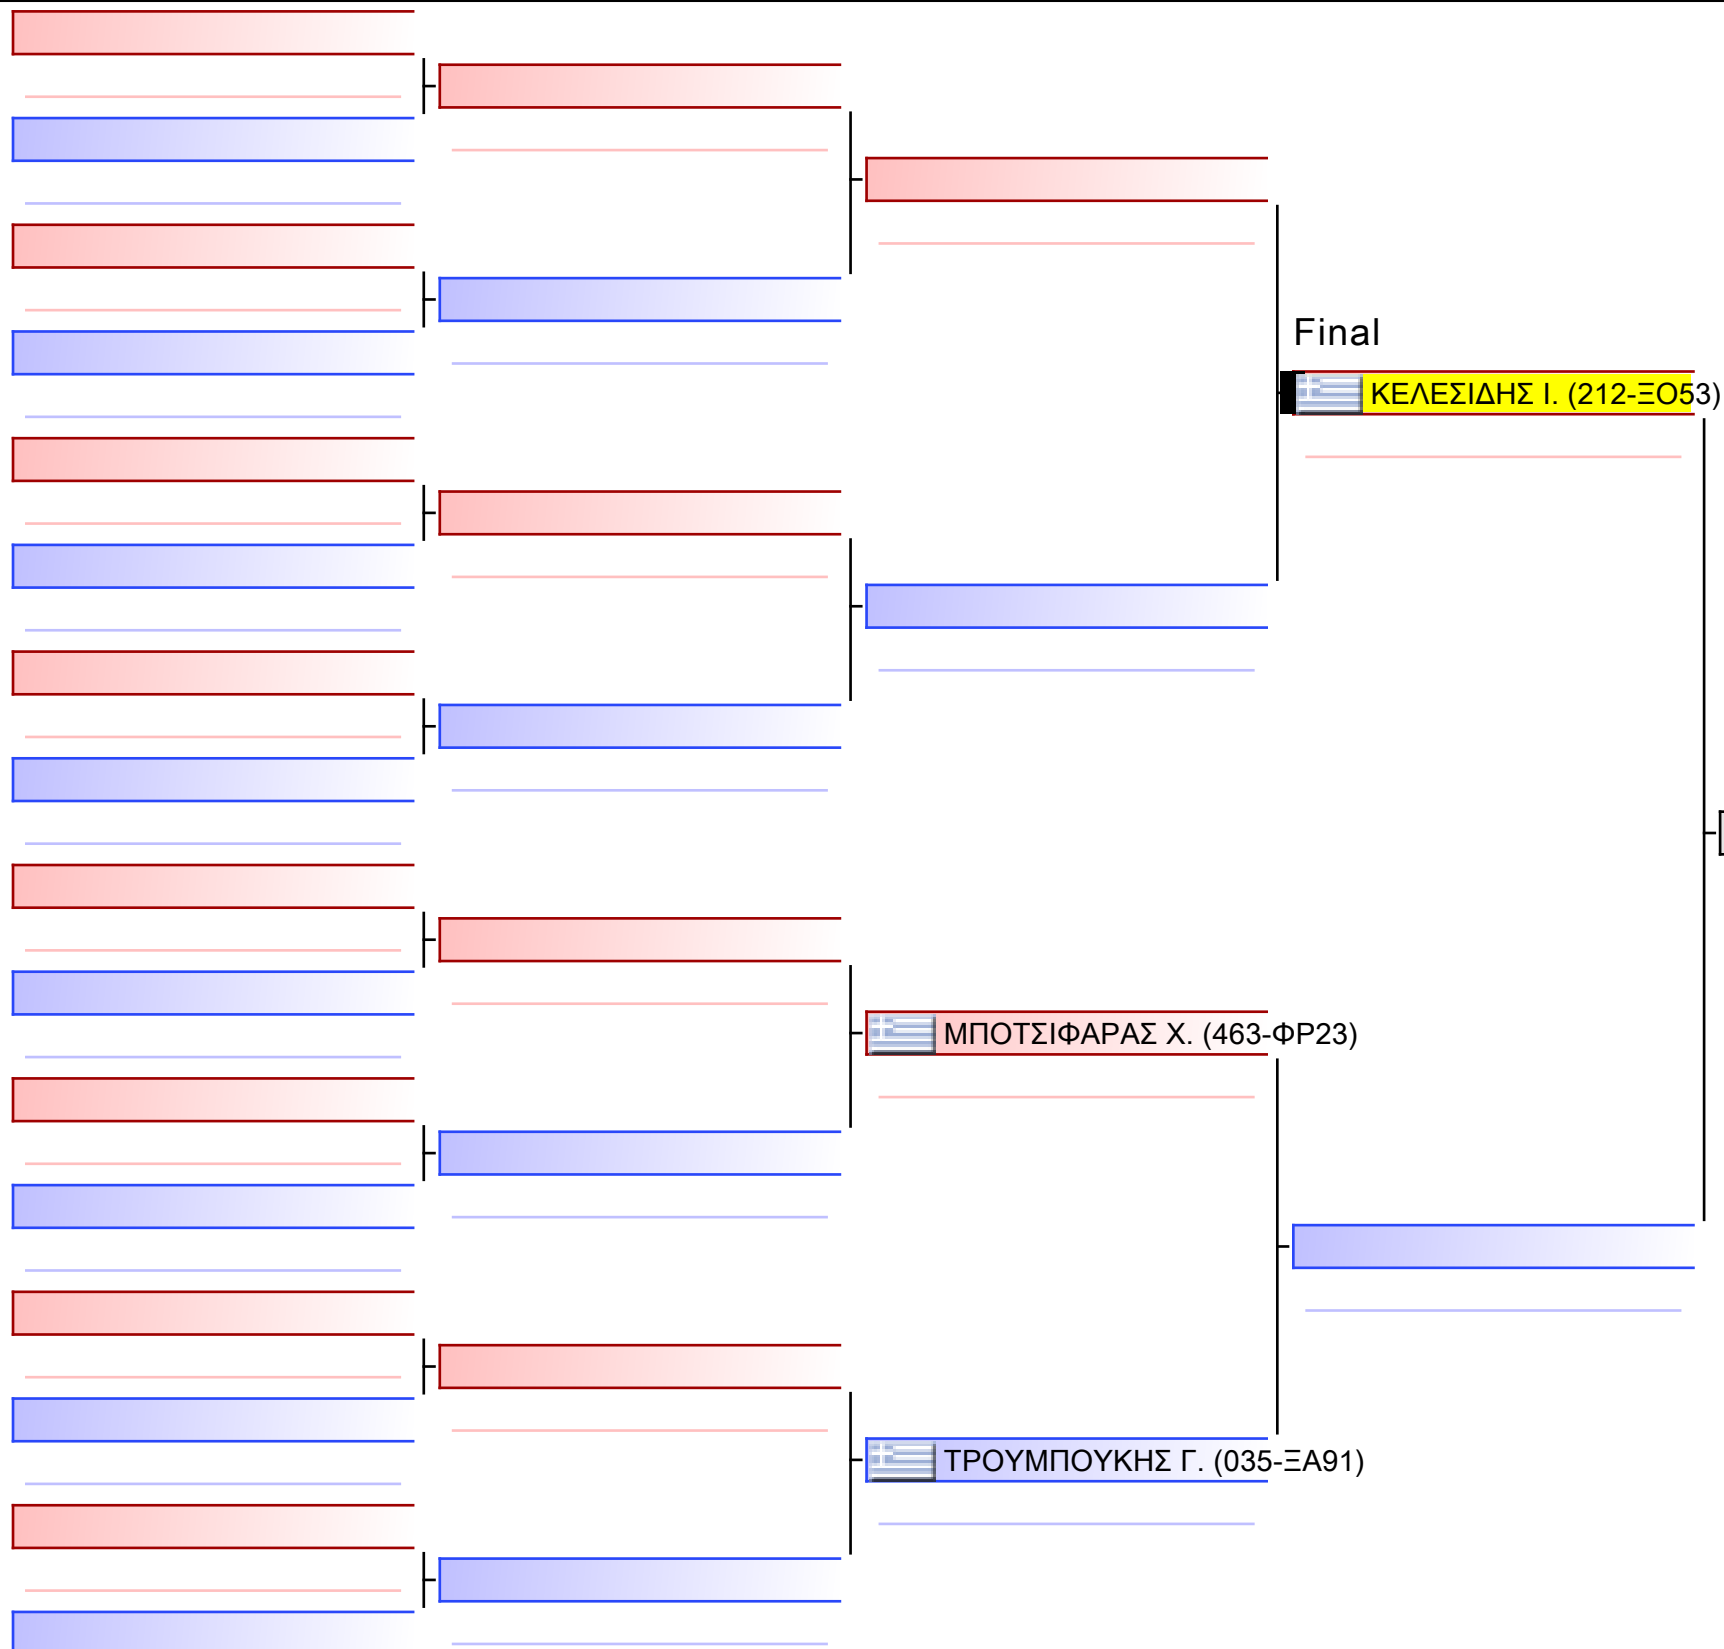 Final
ΚΕΛΕΣΙΔΗΣ Ι. (212-ΞΟ53)
ΜΠΟΤΣΙΦΑΡΑΣ Χ. (463-ΦΡ23)
ΤΡΟΥΜΠΟΥΚΗΣ Γ. (035-ΞΑ91)